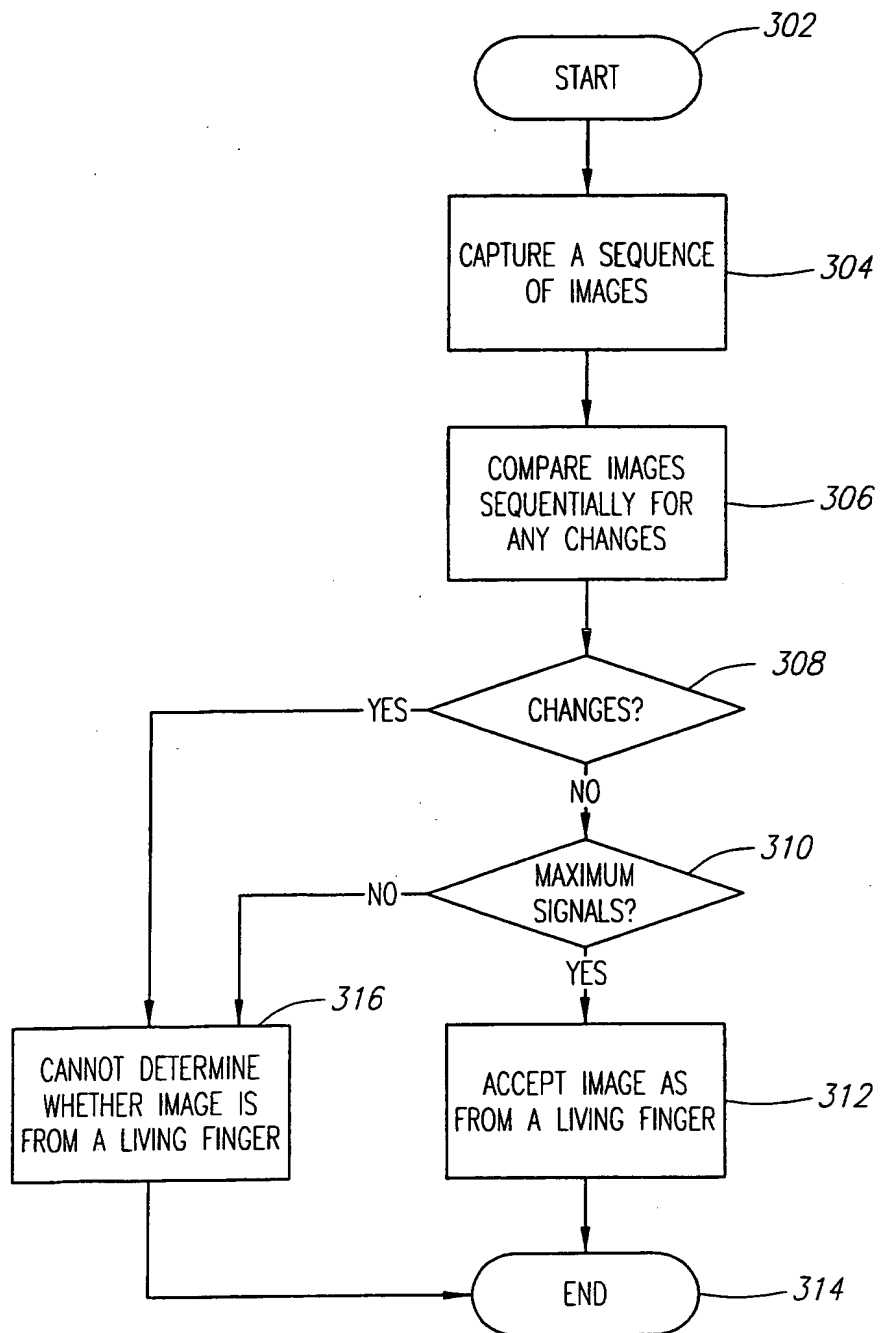 302
START
CAPTURE A SEQUENCE
OF IMAGES
304
COMPARE IMAGES
SEQUENTIALLY FOR
ANY CHANGES
306
308
CHANGES?
YES
NO
310
MAXIMUM
SIGNALS?
NO
YES
316
CANNOT DETERMINE
WHETHER IMAGE IS
FROM A LIVING FINGER
ACCEPT IMAGE AS
FROM A LIVING FINGER
312
END
314